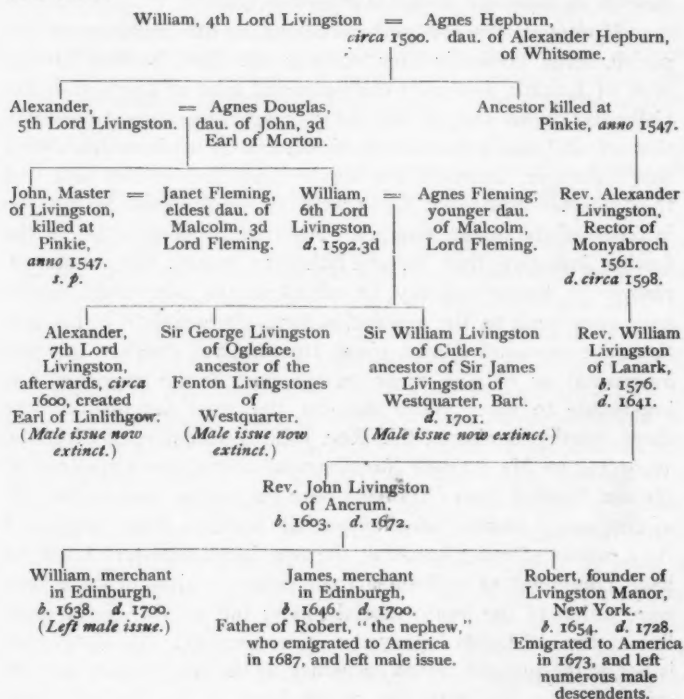 William, 4th Lord Livingston = Agnes Hepburn,
circa 1500. dau. of Alexander Hepburn,
of Whitsome.
Alexander,
5th Lord Livingston.
= Agnes Douglas,
dau. of John, 3d
Earl of Morton.
Ancestor killed at
Pinkie, anno 1547.
John, Master
of Livingston,
killed at
Pinkie,
anno 1547.
s. p.
= Janet Fleming,
eldest dau. of
Malcolm, 3d
Lord Fleming.
William,
6th Lord
Livingston,
d. 1592.3d
= Agnes Fleming,
younger dau.
of Malcolm,
Lord Fleming.
Rev. Alexander
Livingston,
Rector of
Monyabroch
1561.
d. circa 1598.
Alexander,
7th Lord
Livingston,
afterwards, circa
1600, created
Earl of Linlithgow.
(Male issue now
extinct.)
Sir George Livingston
of Ogleface,
ancestor of the
Fenton Livingstones
of Westquarter.
(Male issue now
extinct.)
Sir William Livingston
of Cutler,
ancestor of Sir James
Livingston of
Westquarter, Bart.
d. 1701.
(Male issue now extinct.)
Rev. William
Livingston
of Lanark,
b. 1576.
d. 1641.
Rev. John Livingston
of Ancrum.
b. 1603. d. 1672.
William, merchant
in Edinburgh,
b. 1638. d. 1700.
(Left male issue.)
James, merchant
in Edinburgh,
b. 1646. d. 1700.
Father of Robert, "the nephew,"
who emigrated to America
in 1687, and left male issue.
Robert, founder of
Livingston Manor,
New York.
b. 1654. d. 1728.
Emigrated to America
in 1673, and left
numerous male
descendents.